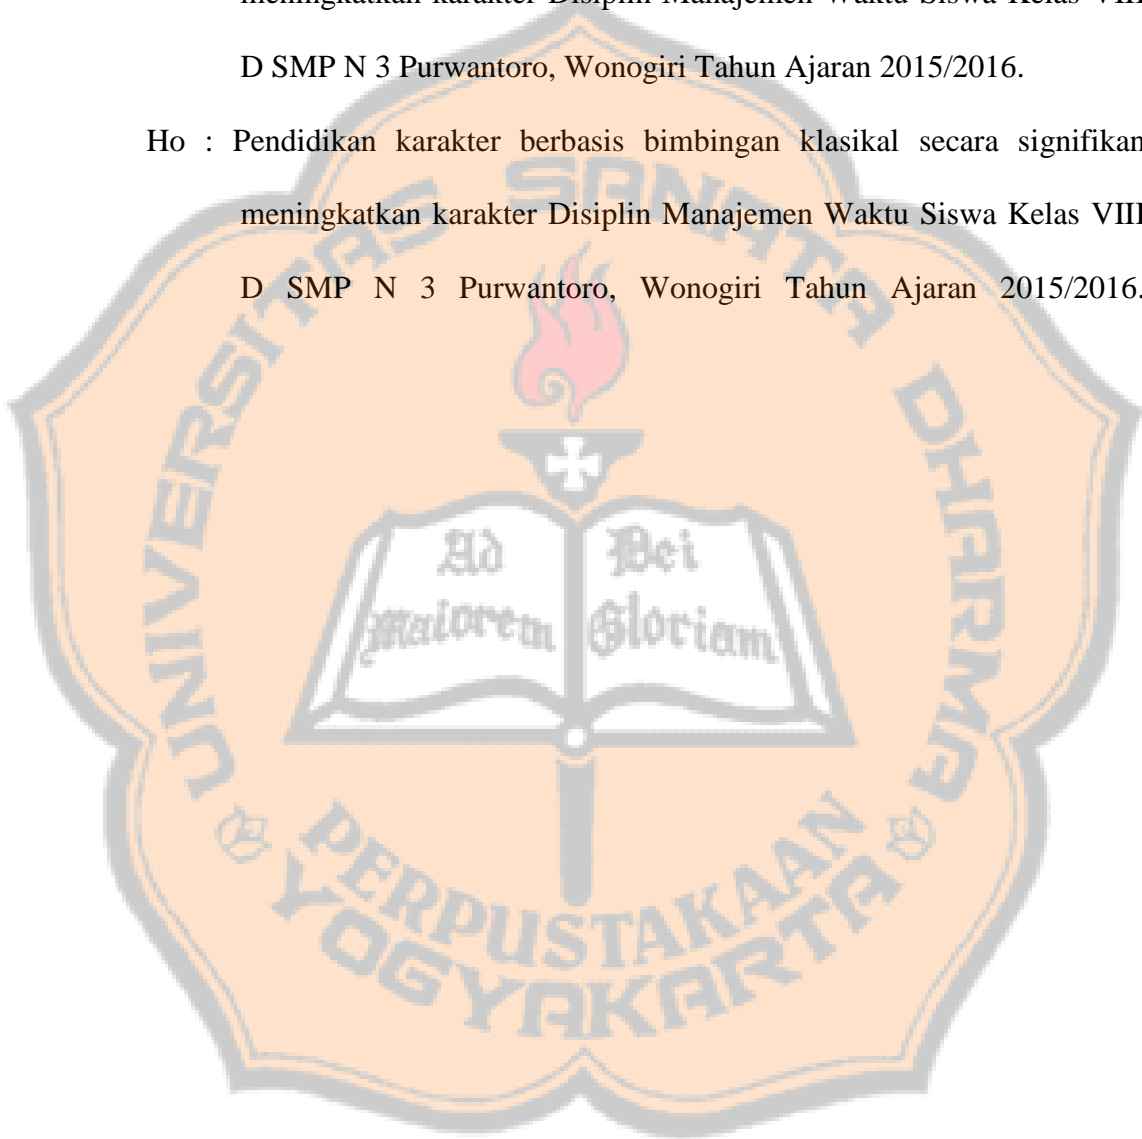 meningkatkan karakter Disiplin Manajemen Waktu Siswa Kelas VIII
D SMP N 3 Purwantoro, Wonogiri Tahun Ajaran 2015/2016.
Ho : Pendidikan karakter berbasis bimbingan klasikal secara signifikan
meningkatkan karakter Disiplin Manajemen Waktu Siswa Kelas VIII
D SMP N 3 Purwantoro, Wonogiri Tahun Ajaran 2015/2016.
UNIVERSITAS SANATA DHARMA
Ad Maiorem
Dei Gloriam
PERPUSTAKAAN
YOGYAKARTA